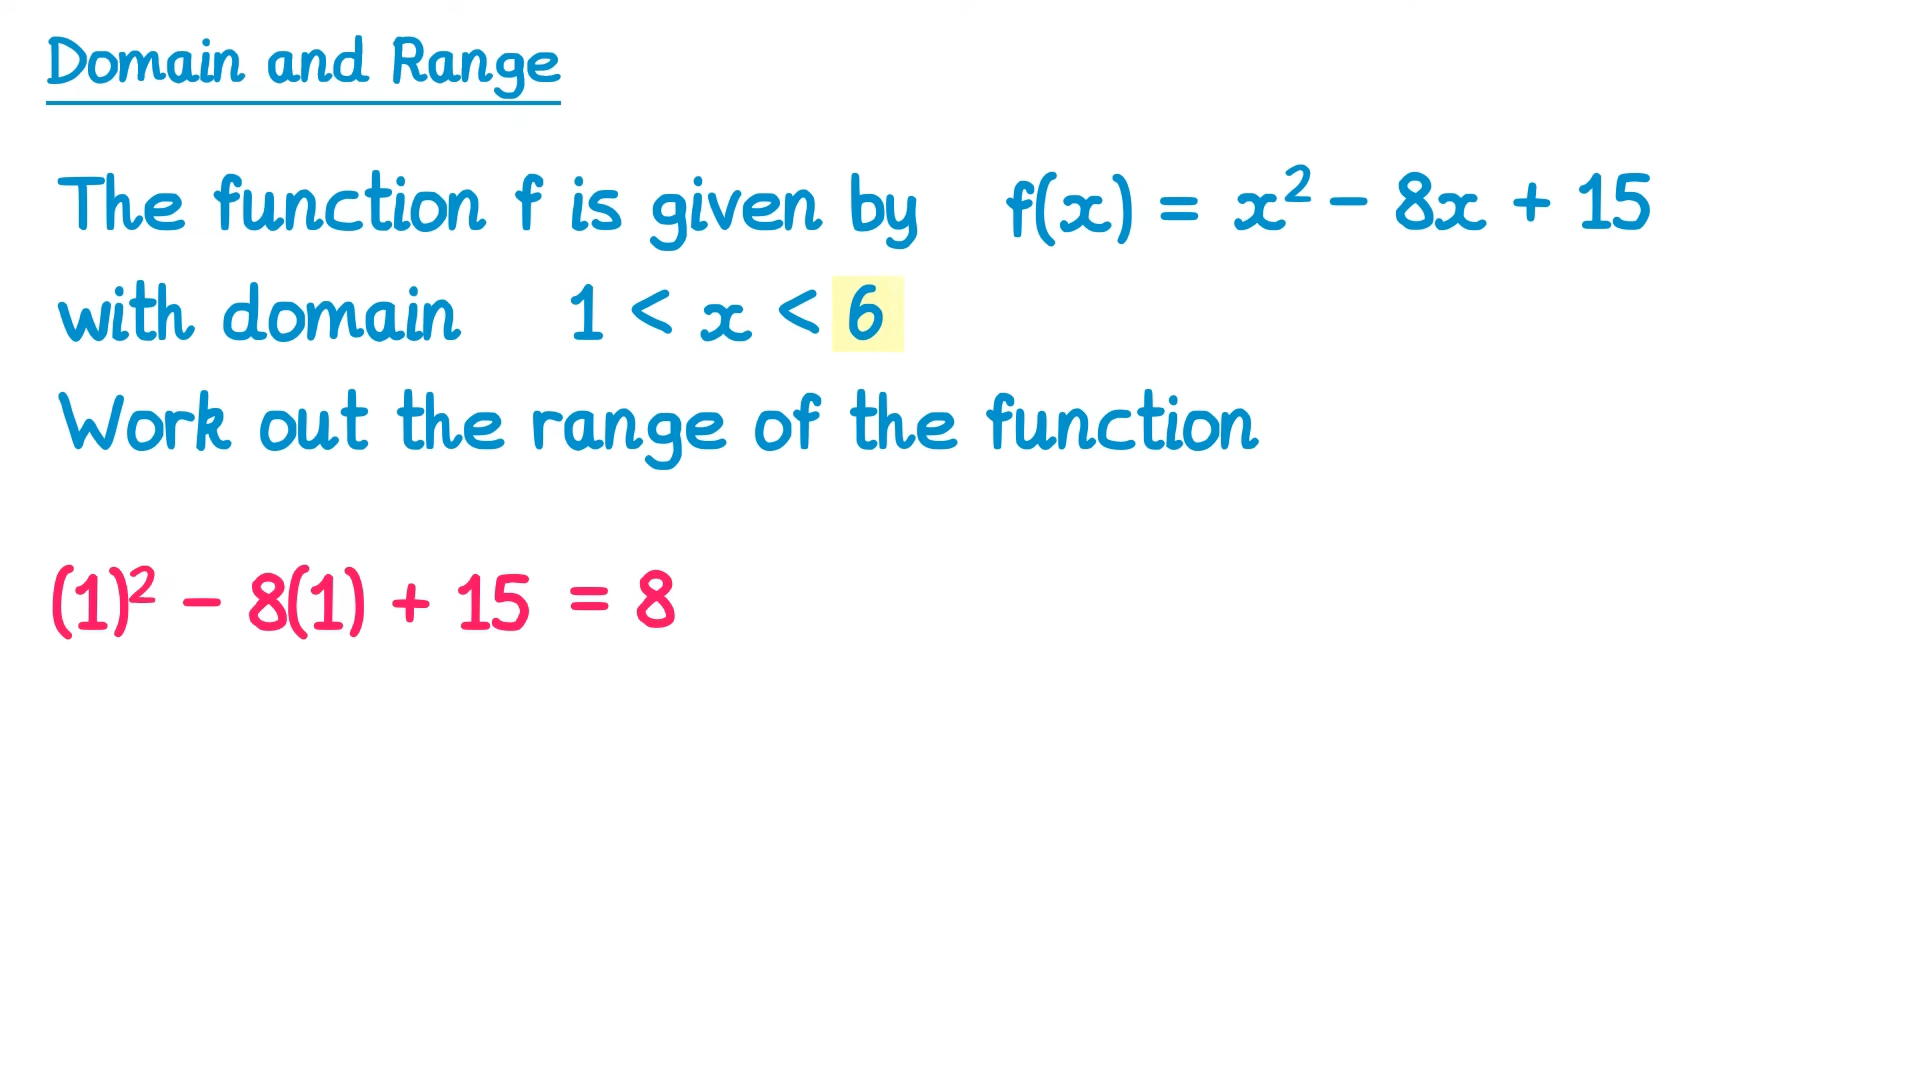 Domain and Range
The function f is given by f(x) = x² − 8x + 15
with domain 1 < x < 6
Work out the range of the function
(1)² − 8(1) + 15 = 8